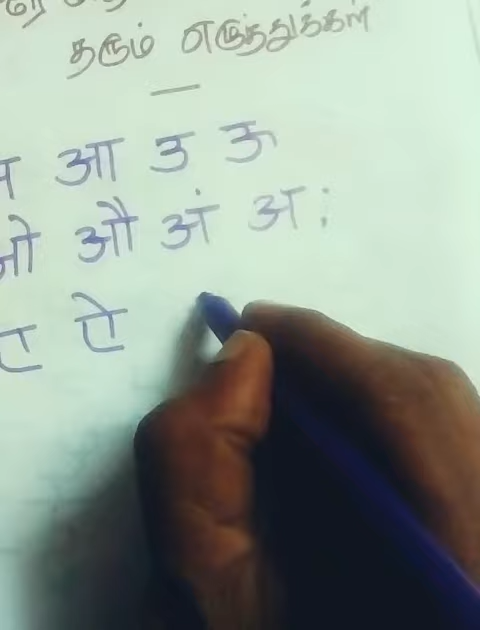 தரும் எழுத்துக்கள்
आ उ ऊ
ओ औ अं अः
ए ऐ